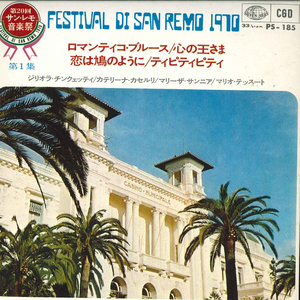 第20回
サン・レモ
音楽祭
第1集
FESTIVAL DI SAN REMO 1970
CGD
PS-185
ロマンティコ・ブルース/心の王さま
恋は鳩のように/ティピティピティ
ジリオラ・チンクェッティ/カテリーナ・カセルリ/マリーザ・サンニア/マリオ・テッスート
CASINO MUNICIPALE